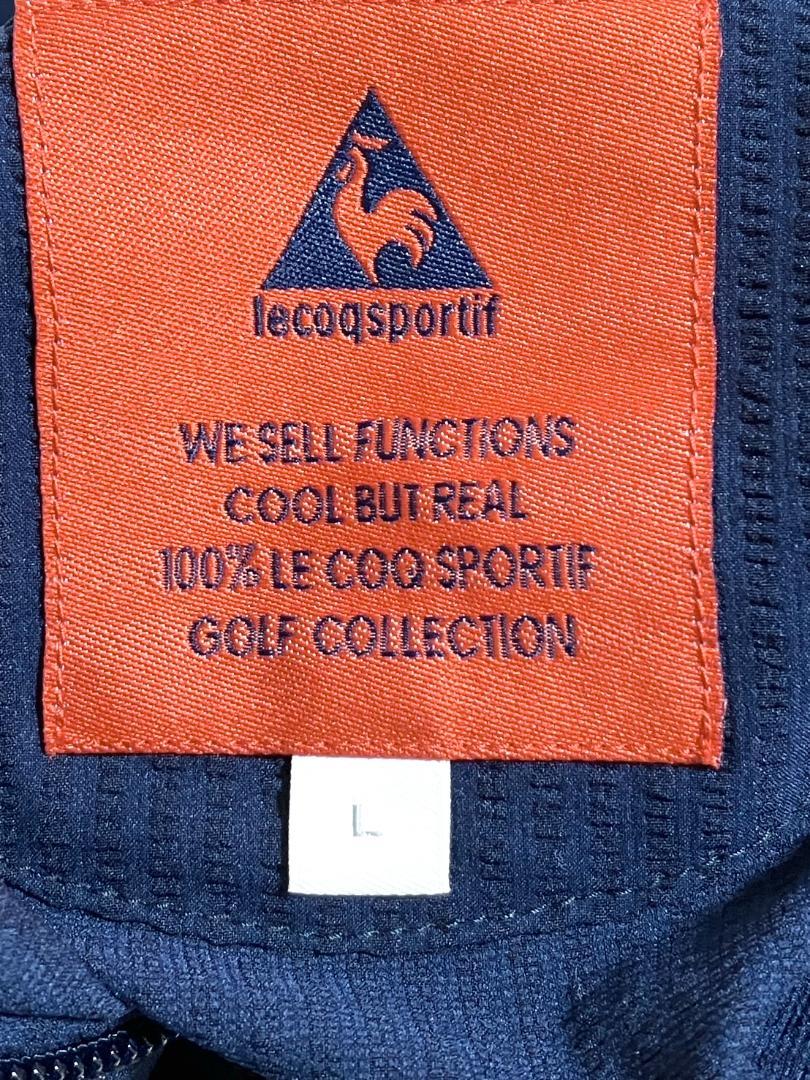 lecoqsportif
WE SELL FUNCTIONS
COOL BUT REAL
100% LE COQ SPORTIF
GOLF COLLECTION
L